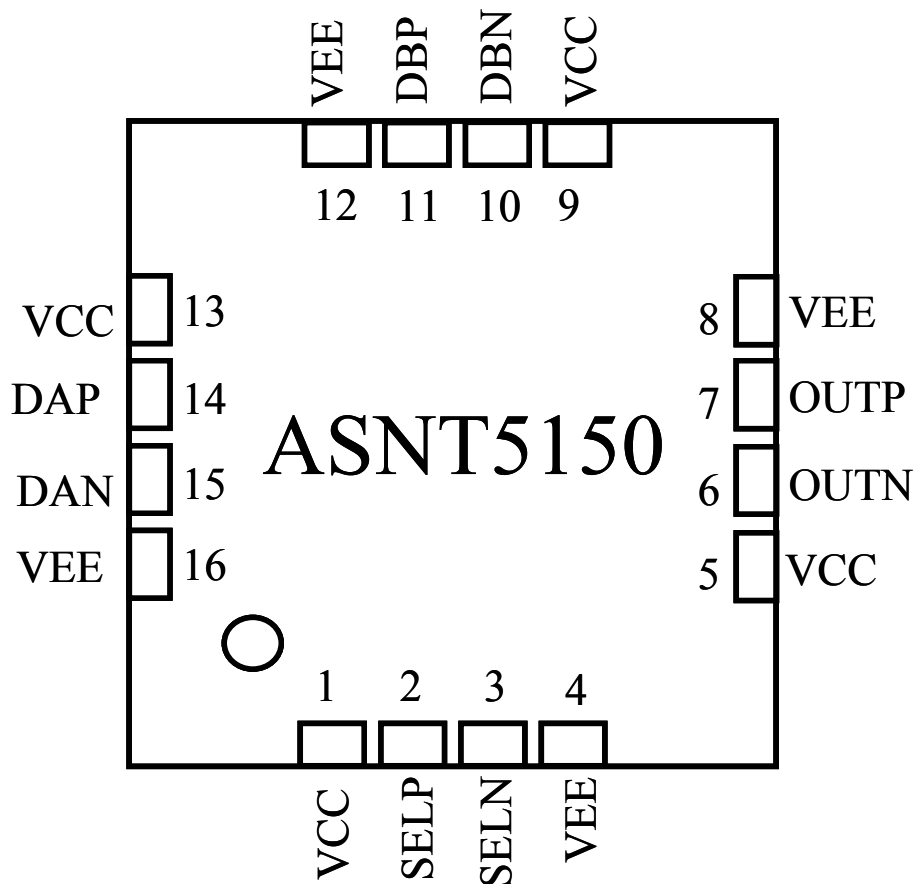 VEE DBP DBN VCC
12 11 10 9
VCC 13
8 VEE
DAP 14
7 OUTP
ASNT5150
DAN 15
6 OUTN
VEE 16
5 VCC
1 2 3 4
VCC SELP SELN VEE